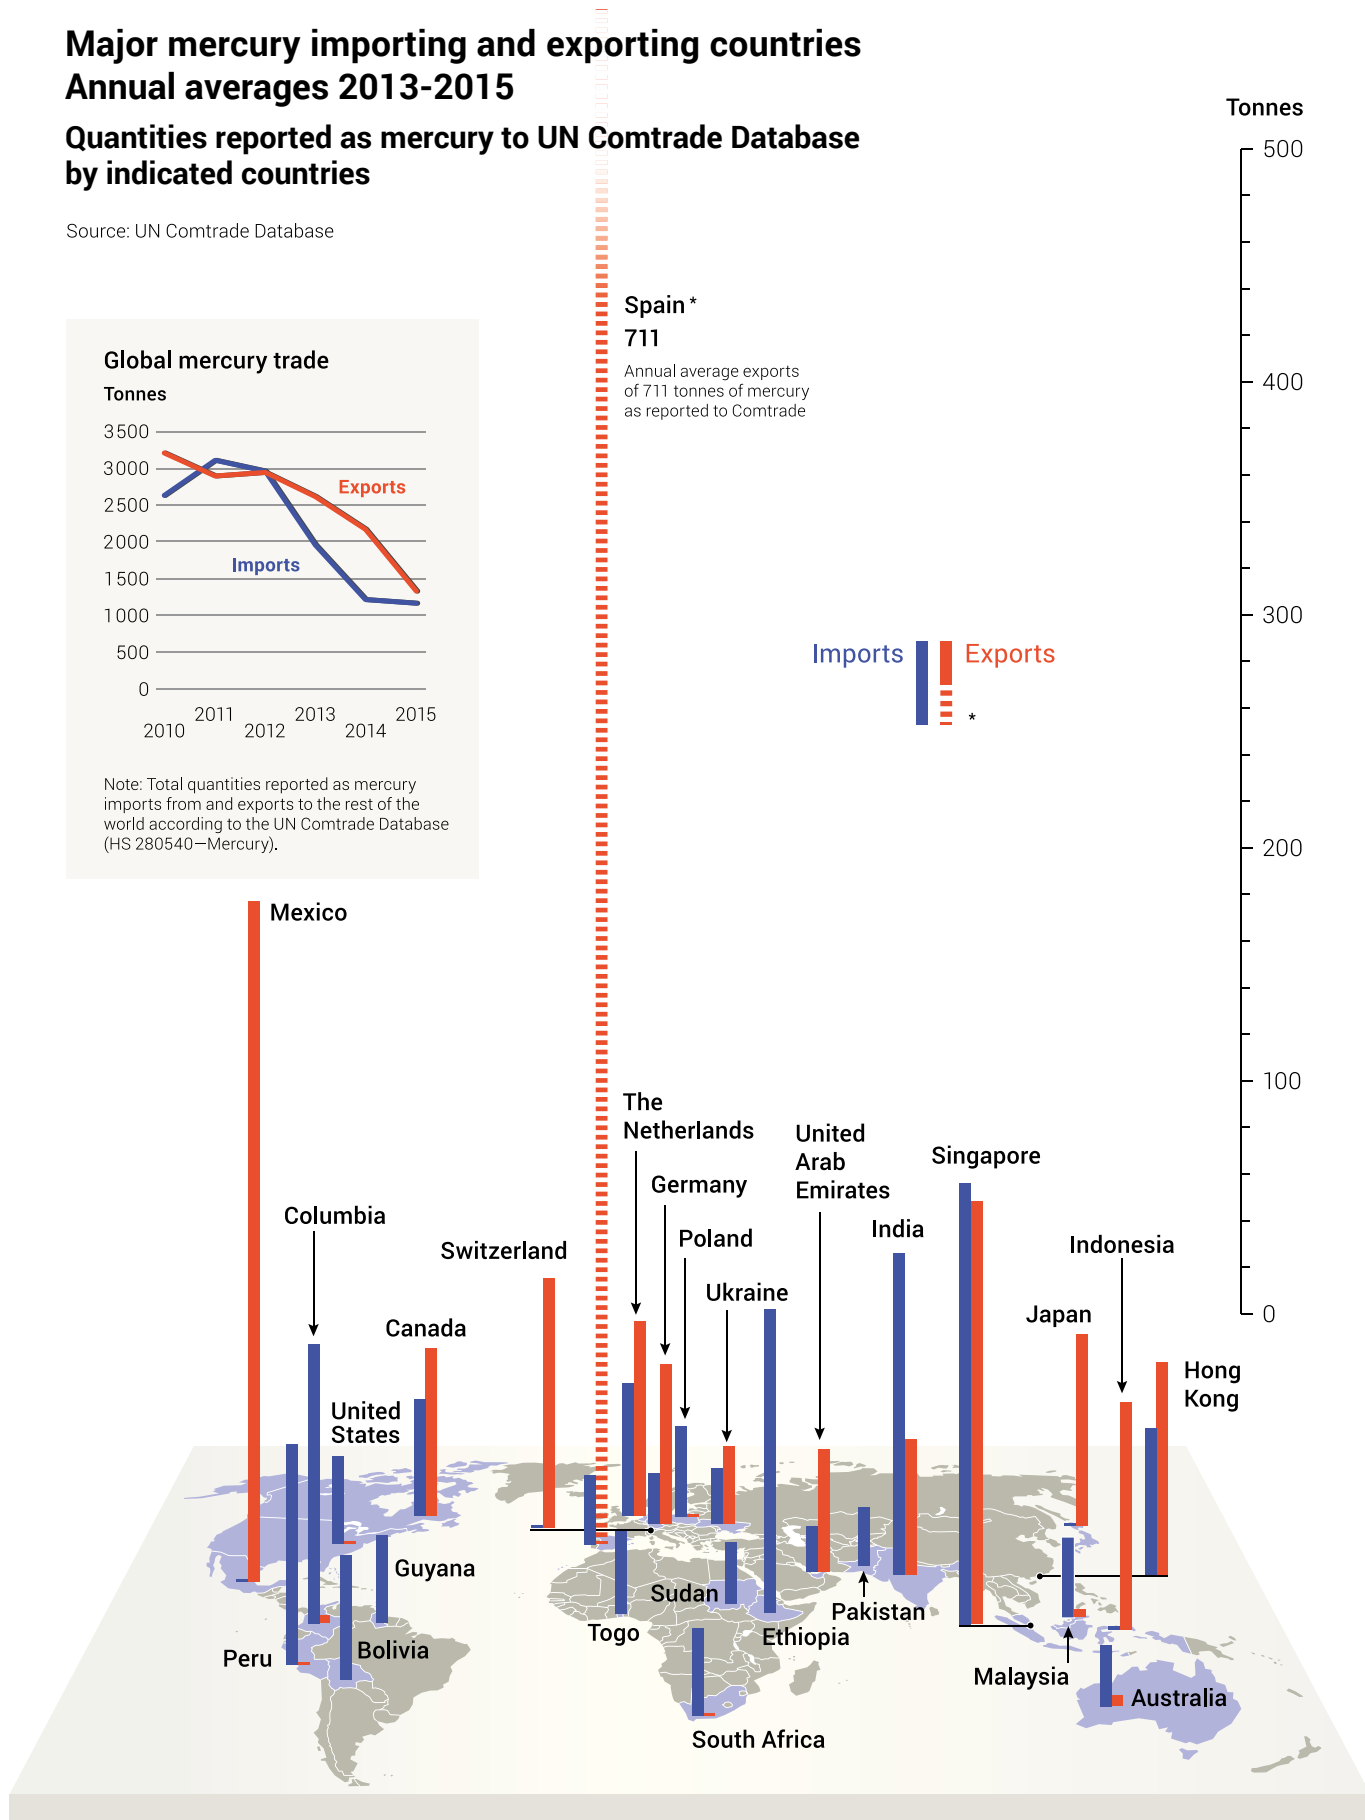 Major mercury importing and exporting countries
Annual averages 2013-2015
Quantities reported as mercury to UN Comtrade Database
by indicated countries
Source: UN Comtrade Database
Tonnes
500
400
300
200
100
0
Spain *
711
Annual average exports
of 711 tonnes of mercury
as reported to Comtrade
Global mercury trade
Tonnes
3500
3000
2500
2000
1500
1000
500
0
Exports
Imports
2010
2011
2012
2013
2014
2015
Note: Total quantities reported as mercury
imports from and exports to the rest of the
world according to the UN Comtrade Database
(HS 280540—Mercury).
Imports
Exports
*
Mexico
Columbia
United
States
Canada
Switzerland
The
Netherlands
Germany
Poland
Ukraine
United
Arab
Emirates
India
Singapore
Japan
Indonesia
Hong
Kong
Peru
Bolivia
Guyana
Togo
Sudan
Ethiopia
South Africa
Pakistan
Malaysia
Australia